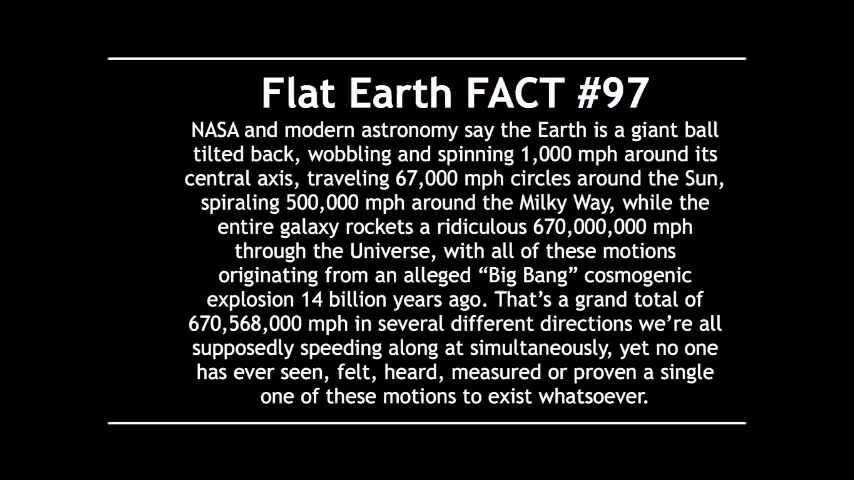 Flat Earth FACT #97
NASA and modern astronomy say the Earth is a giant ball
tilted back, wobbling and spinning 1,000 mph around its
central axis, traveling 67,000 mph circles around the Sun,
spiraling 500,000 mph around the Milky Way, while the
entire galaxy rockets a ridiculous 670,000,000 mph
through the Universe, with all of these motions
originating from an alleged “Big Bang” cosmogenic
explosion 14 billion years ago. That’s a grand total of
670,568,000 mph in several different directions we’re all
supposedly speeding along at simultaneously, yet no one
has ever seen, felt, heard, measured or proven a single
one of these motions to exist whatsoever.